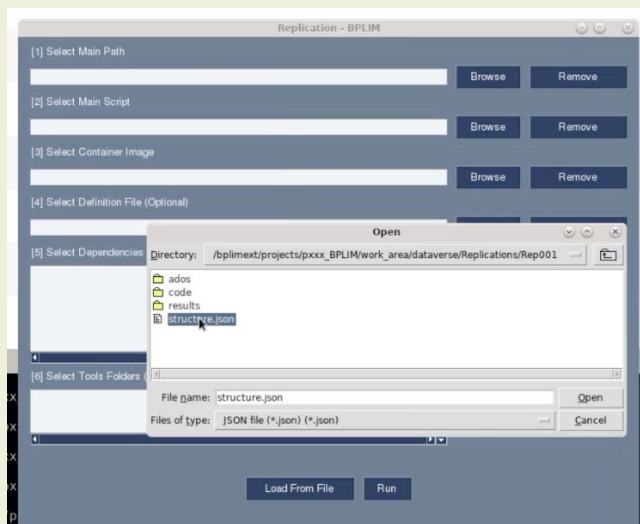 Replication - BPLIM
[1] Select Main Path
Browse Remove
[2] Select Main Script
Browse Remove
[3] Select Container Image
Browse Remove
[4] Select Definition File (Optional)
Open
[5] Select Dependencies
Directory: /bplimext/projects/pxxx_BPLIM/work_area/dataverse/Replications/Rep001
ados
code
results
structure.json
[6] Select Tools Folders (
File name: structure.json Open
Files of type: JSON file (*.json) (*.json) Cancel
Load From File Run